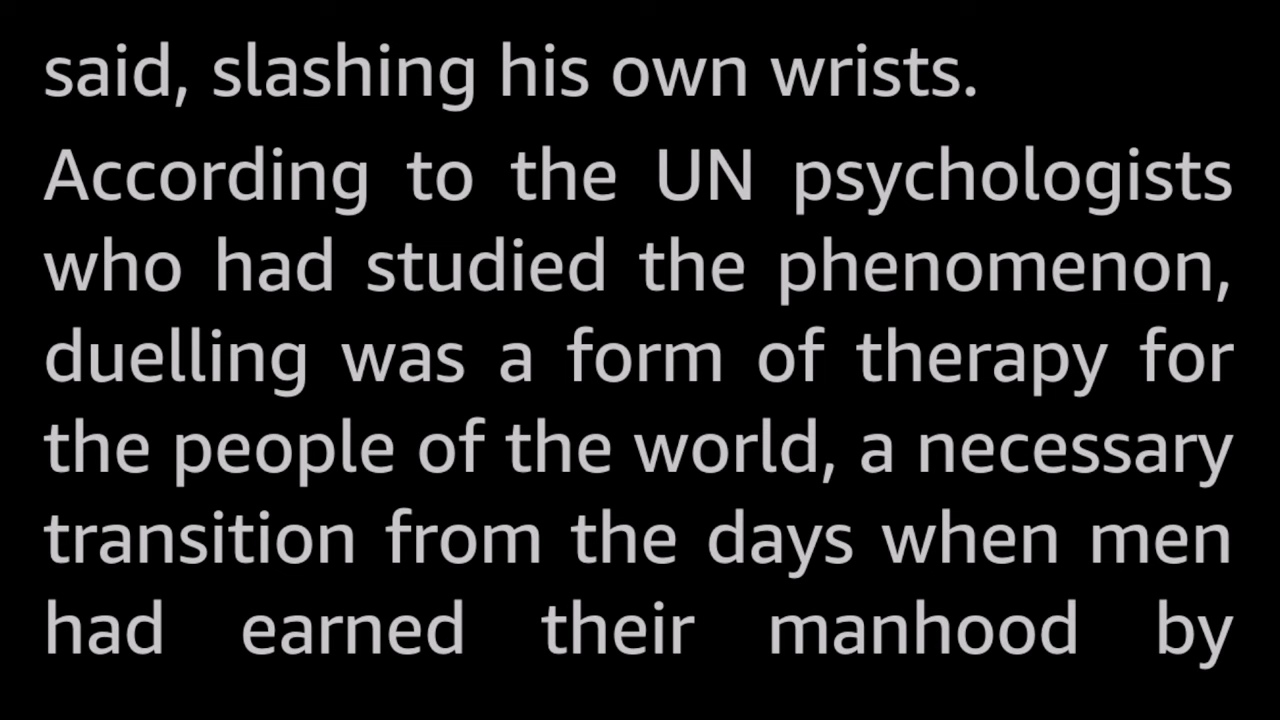 said, slashing his own wrists.
According to the UN psychologists
who had studied the phenomenon,
duelling was a form of therapy for
the people of the world, a necessary
transition from the days when men
had earned their manhood by